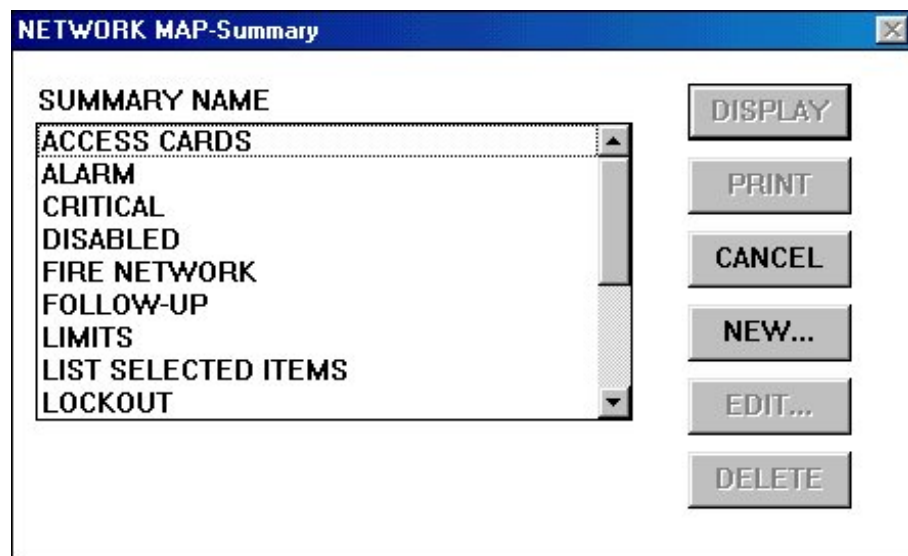 NETWORK MAP-Summary
SUMMARY NAME
ACCESS CARDS
ALARM
CRITICAL
DISABLED
FIRE NETWORK
FOLLOW-UP
LIMITS
LIST SELECTED ITEMS
LOCKOUT
DISPLAY
PRINT
CANCEL
NEW...
EDIT...
DELETE